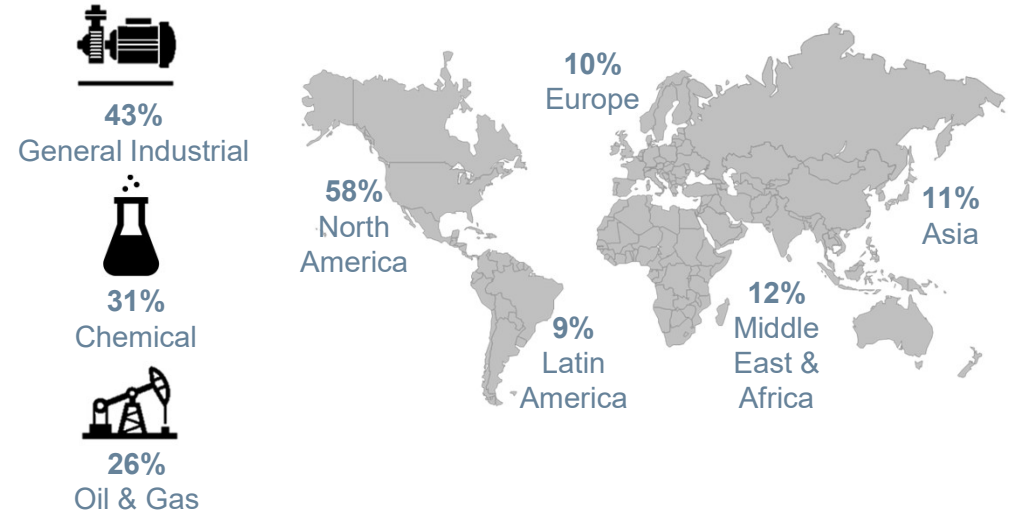 43%
General Industrial
31%
Chemical
26%
Oil & Gas
58%
North
America
10%
Europe
9%
Latin
America
12%
Middle
East &
Africa
11%
Asia